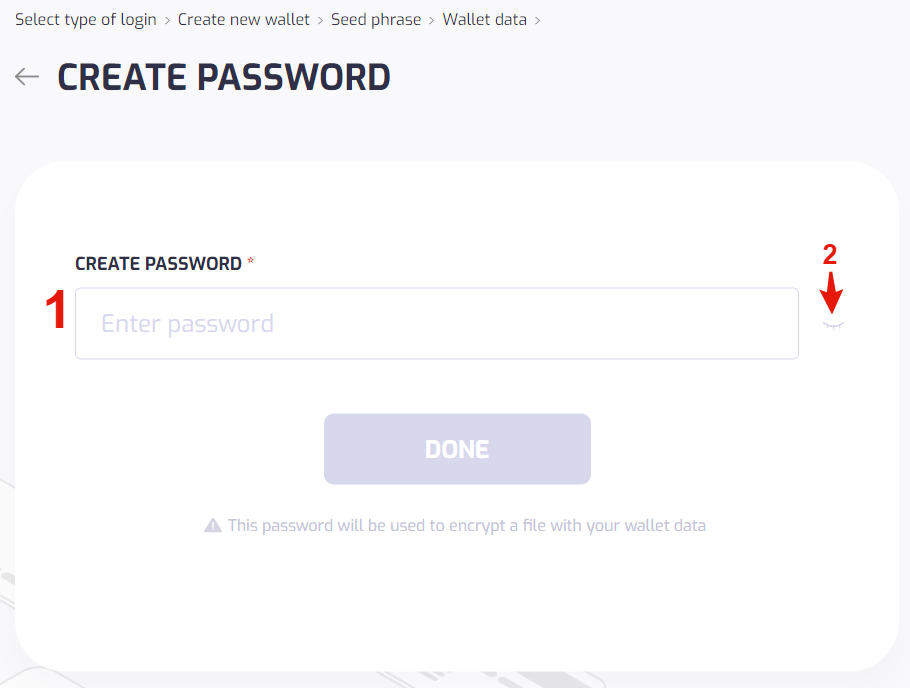 Select type of login > Create new wallet > Seed phrase > Wallet data >
CREATE PASSWORD
2
CREATE PASSWORD *
1
Enter password
DONE
This password will be used to encrypt a file with your wallet data